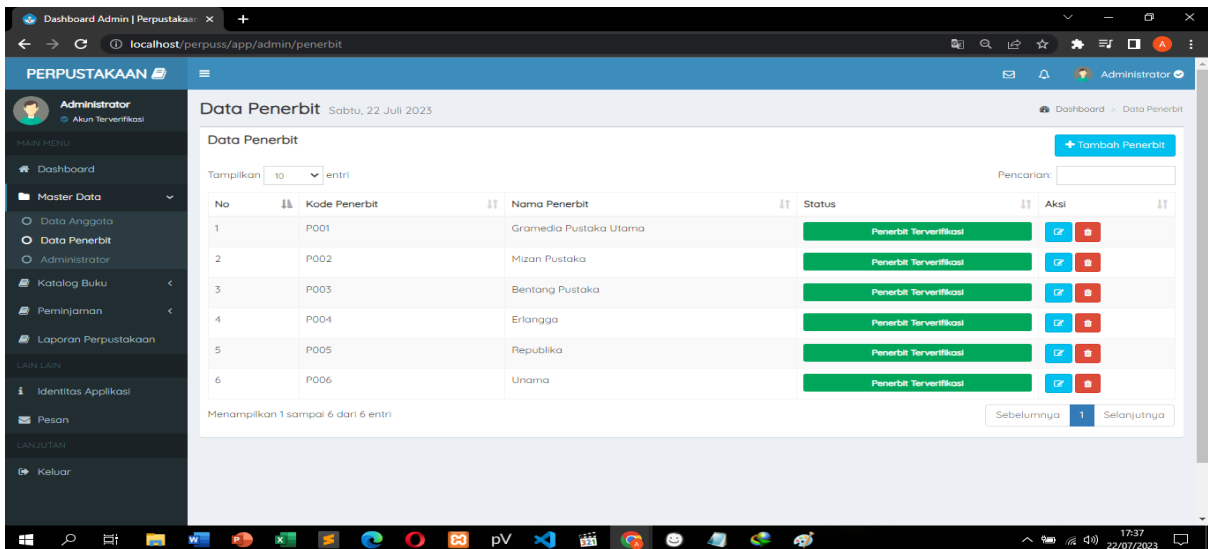 Dashboard Admin | Perpustakaan
localhost/perpuss/app/admin/penerbit
A
PERPUSTAKAAN
Administrator
Administrator
Akun Terverifikasi
Data Penerbit Sabtu, 22 Juli 2023
Dashboard > Data Penerbit
MAIN MENU
Dashboard
Master Data
Data Anggota
Data Penerbit
Administrator
Katalog Buku
Peminjaman
Laporan Perpustakaan
LAIN LAIN
Identitas Applikasi
Pesan
LANJUTAN
Keluar
Data Penerbit
Tambah Penerbit
Tampilkan 10 entri
Pencarian:
No Kode Penerbit Nama Penerbit Status Aksi
1 P001 Gramedia Pustaka Utama Penerbit Terverifikasi
2 P002 Mizan Pustaka Penerbit Terverifikasi
3 P003 Bentang Pustaka Penerbit Terverifikasi
4 P004 Erlangga Penerbit Terverifikasi
5 P005 Republika Penerbit Terverifikasi
6 P006 Unama Penerbit Terverifikasi
Menampilkan 1 sampai 6 dari 6 entri
Sebelumnya 1 Selanjutnya
pV
321
17:37
22/07/2023